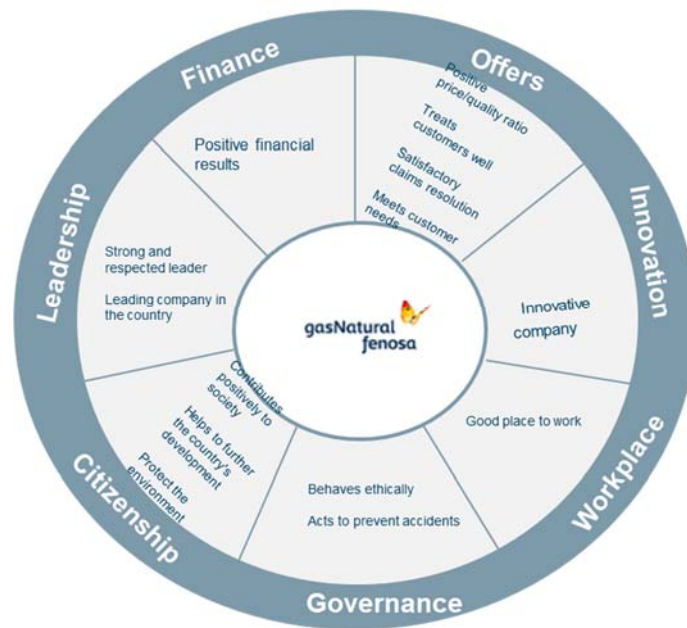 Finance
Positive financial
results
Offers
Positive
price/quality ratio
Treats
customers well
Satisfactory
claims resolution
Meets customer
needs
Innovation
Innovative
company
Workplace
Good place to work
Governance
Behaves ethically
Acts to prevent accidents
Citizenship
Contributes
positively to
society
Helps to further
the country's
development
Protect the
environment
Leadership
Strong and
respected leader
Leading company in
the country
gasNatural
fenosa